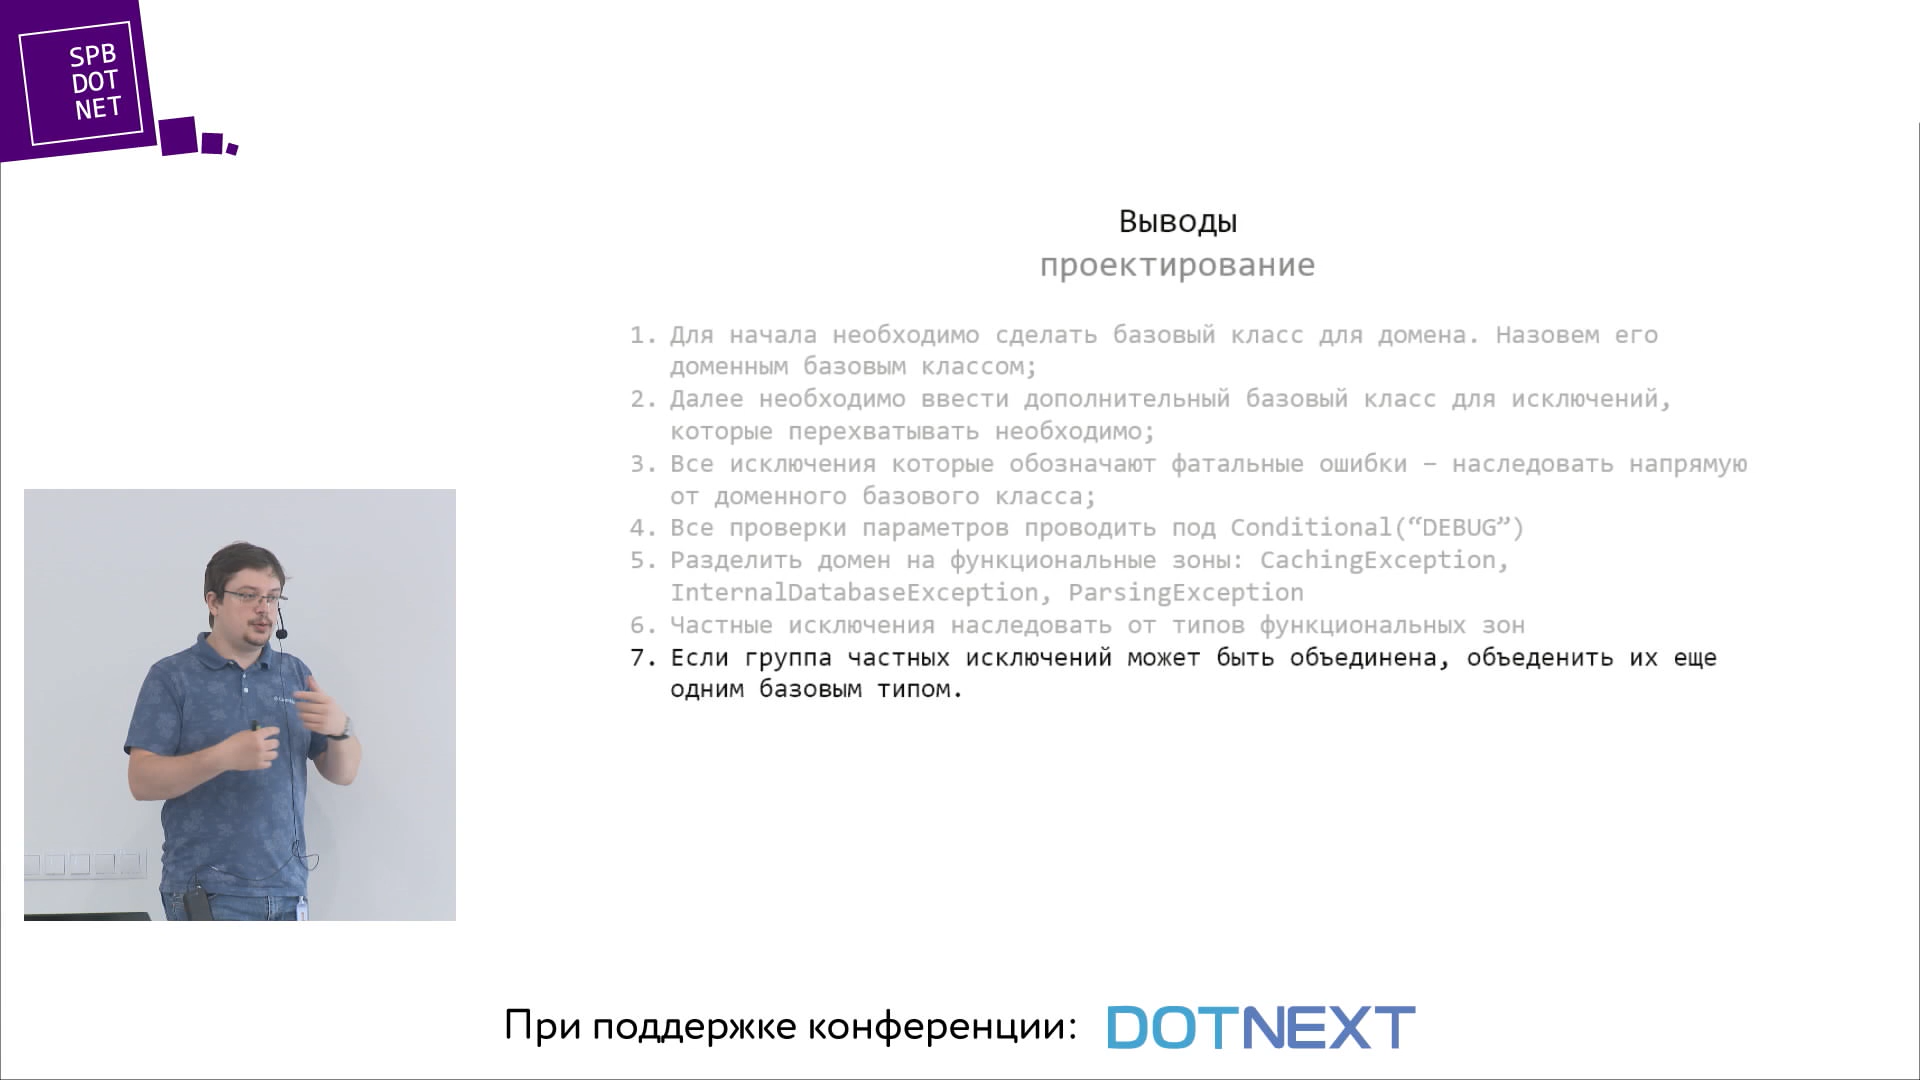 SPB
DOT
NET
Выводы
проектирование
1. Для начала необходимо сделать базовый класс для домена. Назовем его
доменным базовым классом;
2. Далее необходимо ввести дополнительный базовый класс для исключений,
которые перехватывать необходимо;
3. Все исключения которые обозначают фатальные ошибки – наследовать напрямую
от доменного базового класса;
4. Все проверки параметров проводить под Conditional(“DEBUG”)
5. Разделить домен на функциональные зоны: CachingException,
InternalDatabaseException, ParsingException
6. Частные исключения наследовать от типов функциональных зон
7. Если группа частных исключений может быть объединена, объеденить их еще
одним базовым типом.
При поддержке конференции: DOTNEXT